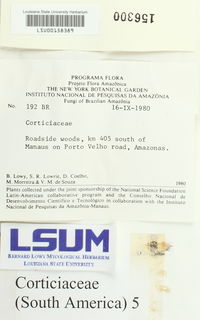 Louisiana State University Herbarium
LSU00158369
156300
PROGRAMA FLORA
Projeto Flora Amazônica
THE NEW YORK BOTANICAL GARDEN
INSTITUTO NACIONAL DE PESQUISAS DA AMAZÔNIA
Fungi of Brazilian Amazônia
No. 192 BR 16-IX-1980
Corticiaceae
Roadside woods, km 405 south of
Manaus on Porto Velho road, Amazonas.
B. Lowy, S. R. Lowrie, D. Coelho,
M. Moreira & V. M. de Souza 1980
Plants collected under the joint sponsorship of the National Science Foundation
Latin-American collaborative program and the Conselho Nacional de
Desenvolvimento Científico e Tecnológico in collaboration with the Instituto
Nacional de Pesquisas da Amazônia-Manaus.
LSUM
BERNARD LOWY MYCOLOGICAL HERBARIUM
LOUISIANA STATE UNIVERSITY
Corticiaceae
(South America) 5